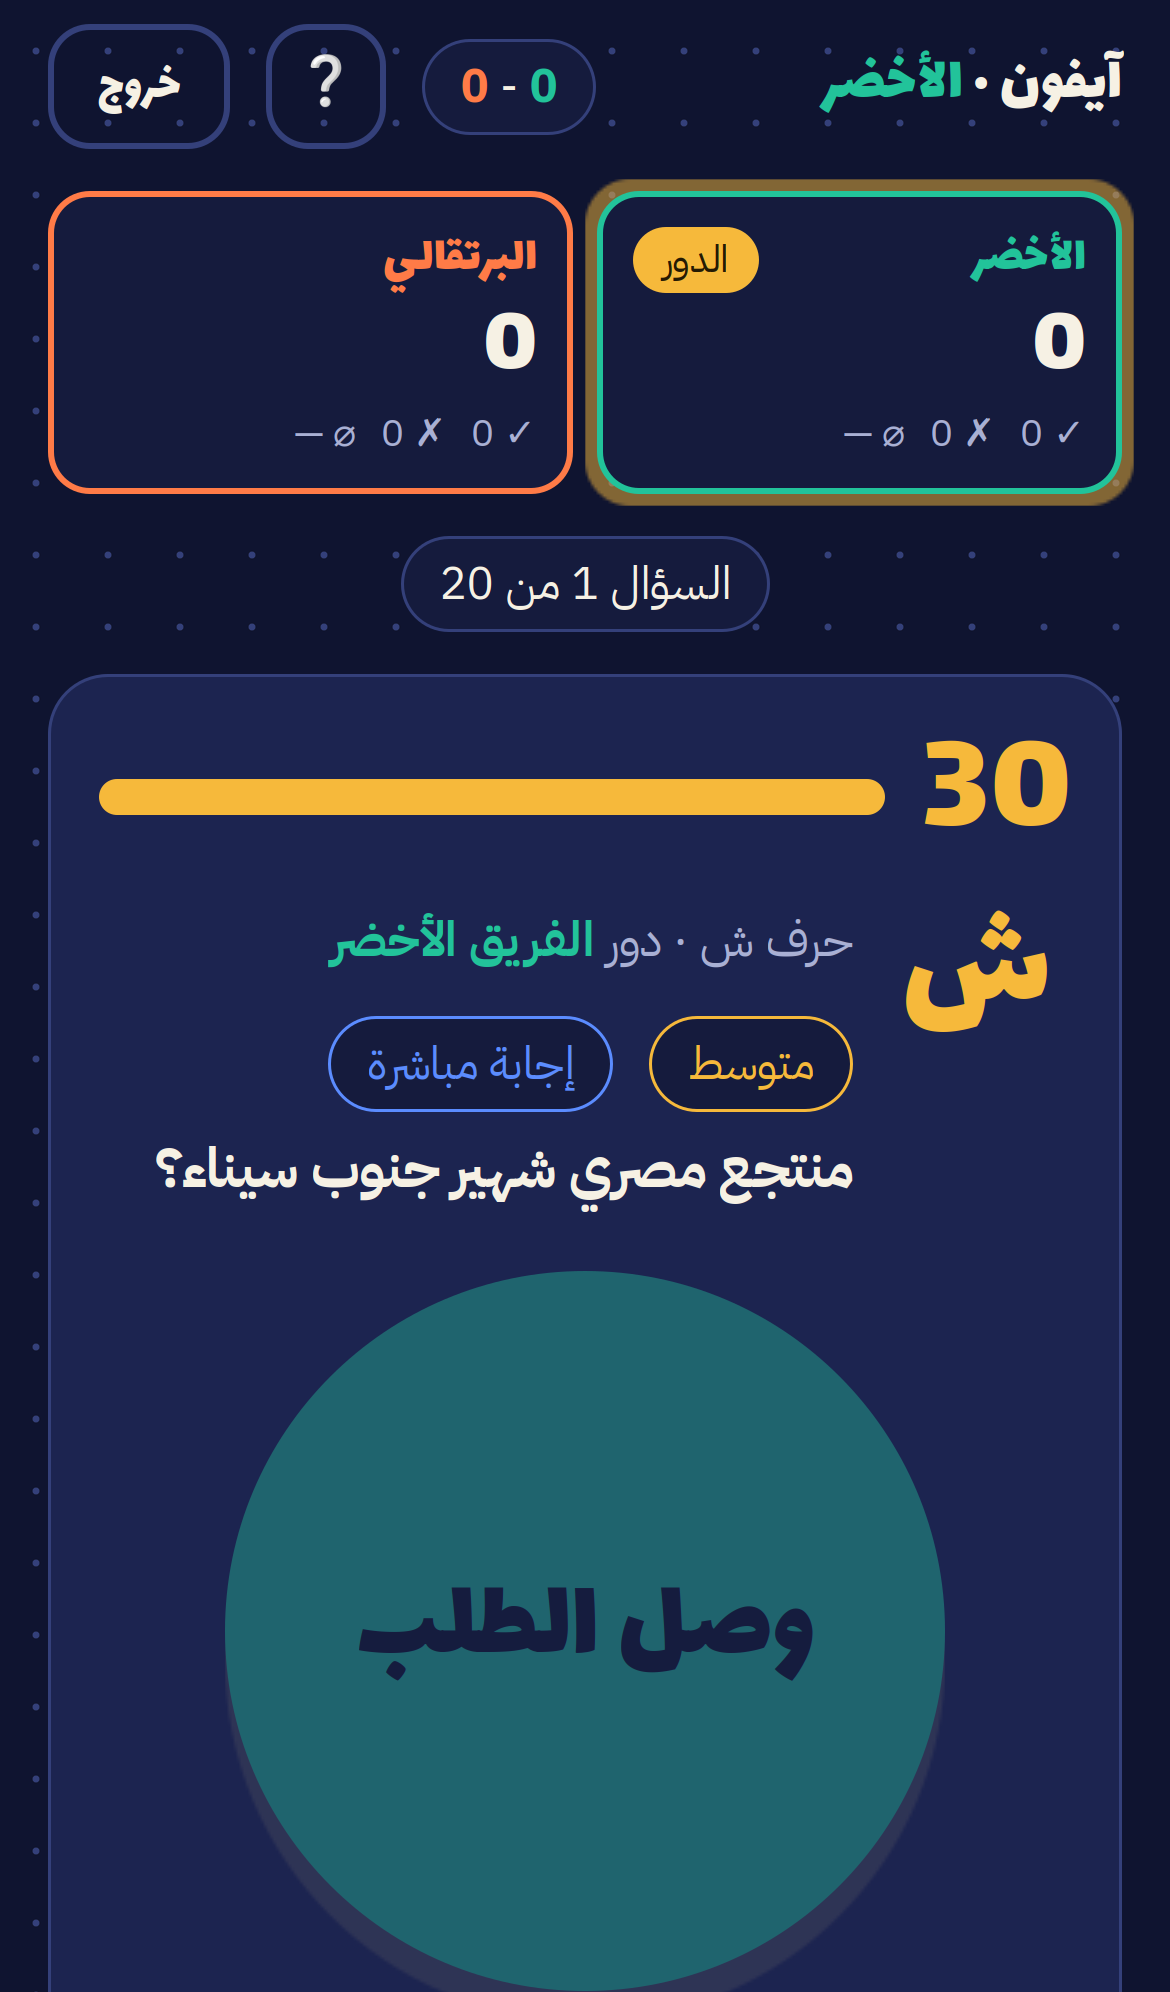 آيفون · الأخضر 0 - 0 ? خروج
الأخضر الدور
0
✓ 0 ✗ 0 ⌀ —
البرتقالي
0
✓ 0 ✗ 0 ⌀ —
السؤال 1 من 20
30
ش
حرف ش · دور الفريق الأخضر
متوسط إجابة مباشرة
منتجع مصري شهير جنوب سيناء؟
وصل الطلب